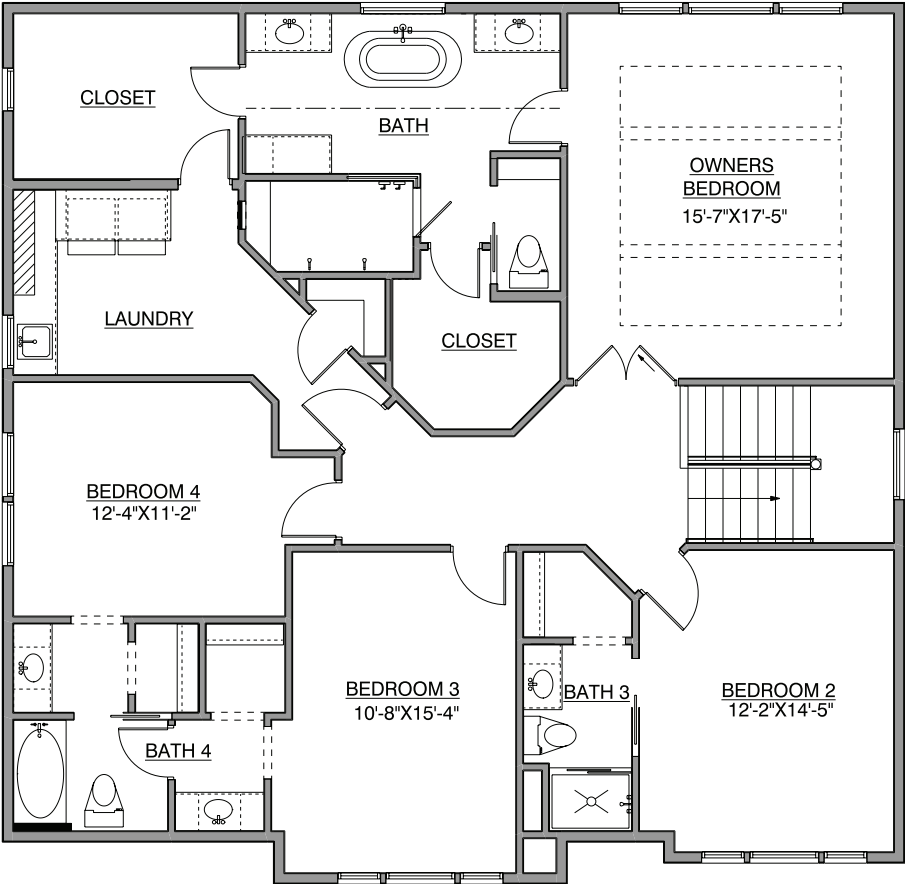 CLOSET
BATH
OWNERS
BEDROOM
15'-7"X17'-5"
LAUNDRY
CLOSET
BEDROOM 4
12'-4"X11'-2"
BEDROOM 3
10'-8"X15'-4"
BATH 3
BEDROOM 2
12'-2"X14'-5"
BATH 4